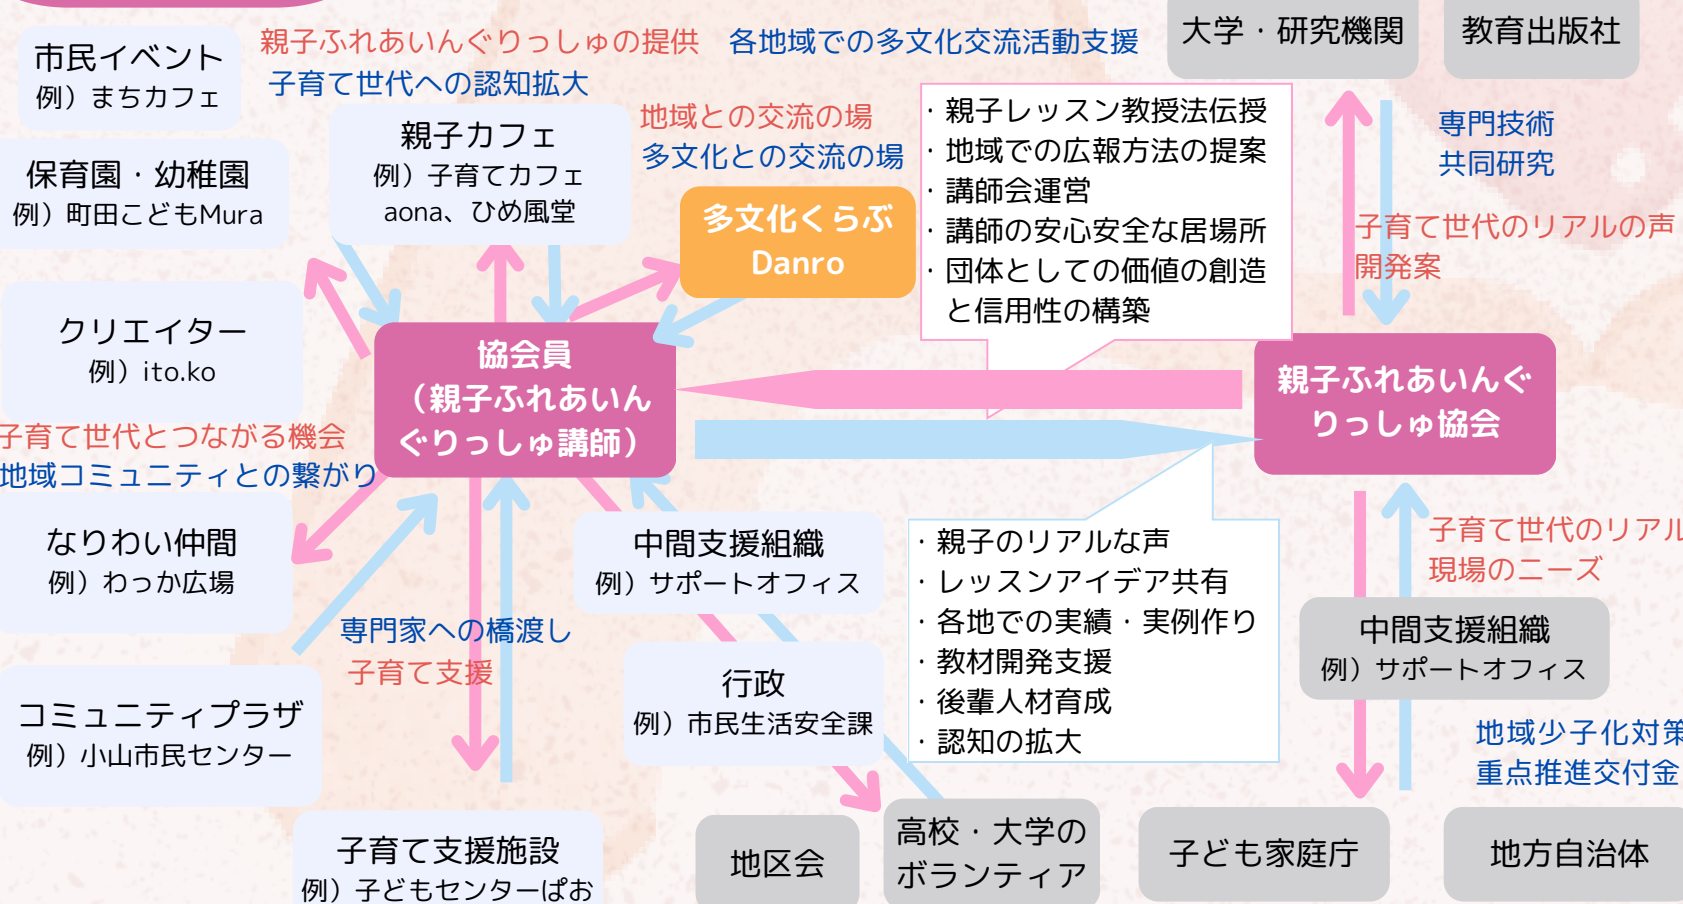 親子ふれあいんぐりっしゅの提供
子育て世代への認知拡大
各地域での多文化交流活動支援
大学・研究機関
教育出版社
市民イベント
例）まちカフェ
保育園・幼稚園
例）町田こどもMura
親子カフェ
例）子育てカフェ
aona、ひめ風堂
地域との交流の場
多文化との交流の場
多文化くらぶ
Danro
・親子レッスン教授法伝授
・地域での広報方法の提案
・講師会運営
・講師の安心安全な居場所
・団体としての価値の創造
と信用性の構築
専門技術
共同研究
子育て世代のリアルの声
開発案
クリエイター
例）ito.ko
協会員
（親子ふれあいん
ぐりっしゅ講師）
親子ふれあいんぐ
りっしゅ協会
子育て世代とつながる機会
地域コミュニティとの繋がり
なりわい仲間
例）わっか広場
中間支援組織
例）サポートオフィス
・親子のリアルな声
・レッスンアイデア共有
・各地での実績・実例作り
・教材開発支援
・後輩人材育成
・認知の拡大
子育て世代のリアル
現場のニーズ
中間支援組織
例）サポートオフィス
専門家への橋渡し
子育て支援
コミュニティプラザ
例）小山市民センター
行政
例）市民生活安全課
地域少子化対策
重点推進交付金
子育て支援施設
例）子どもセンターぱお
地区会
高校・大学の
ボランティア
子ども家庭庁
地方自治体